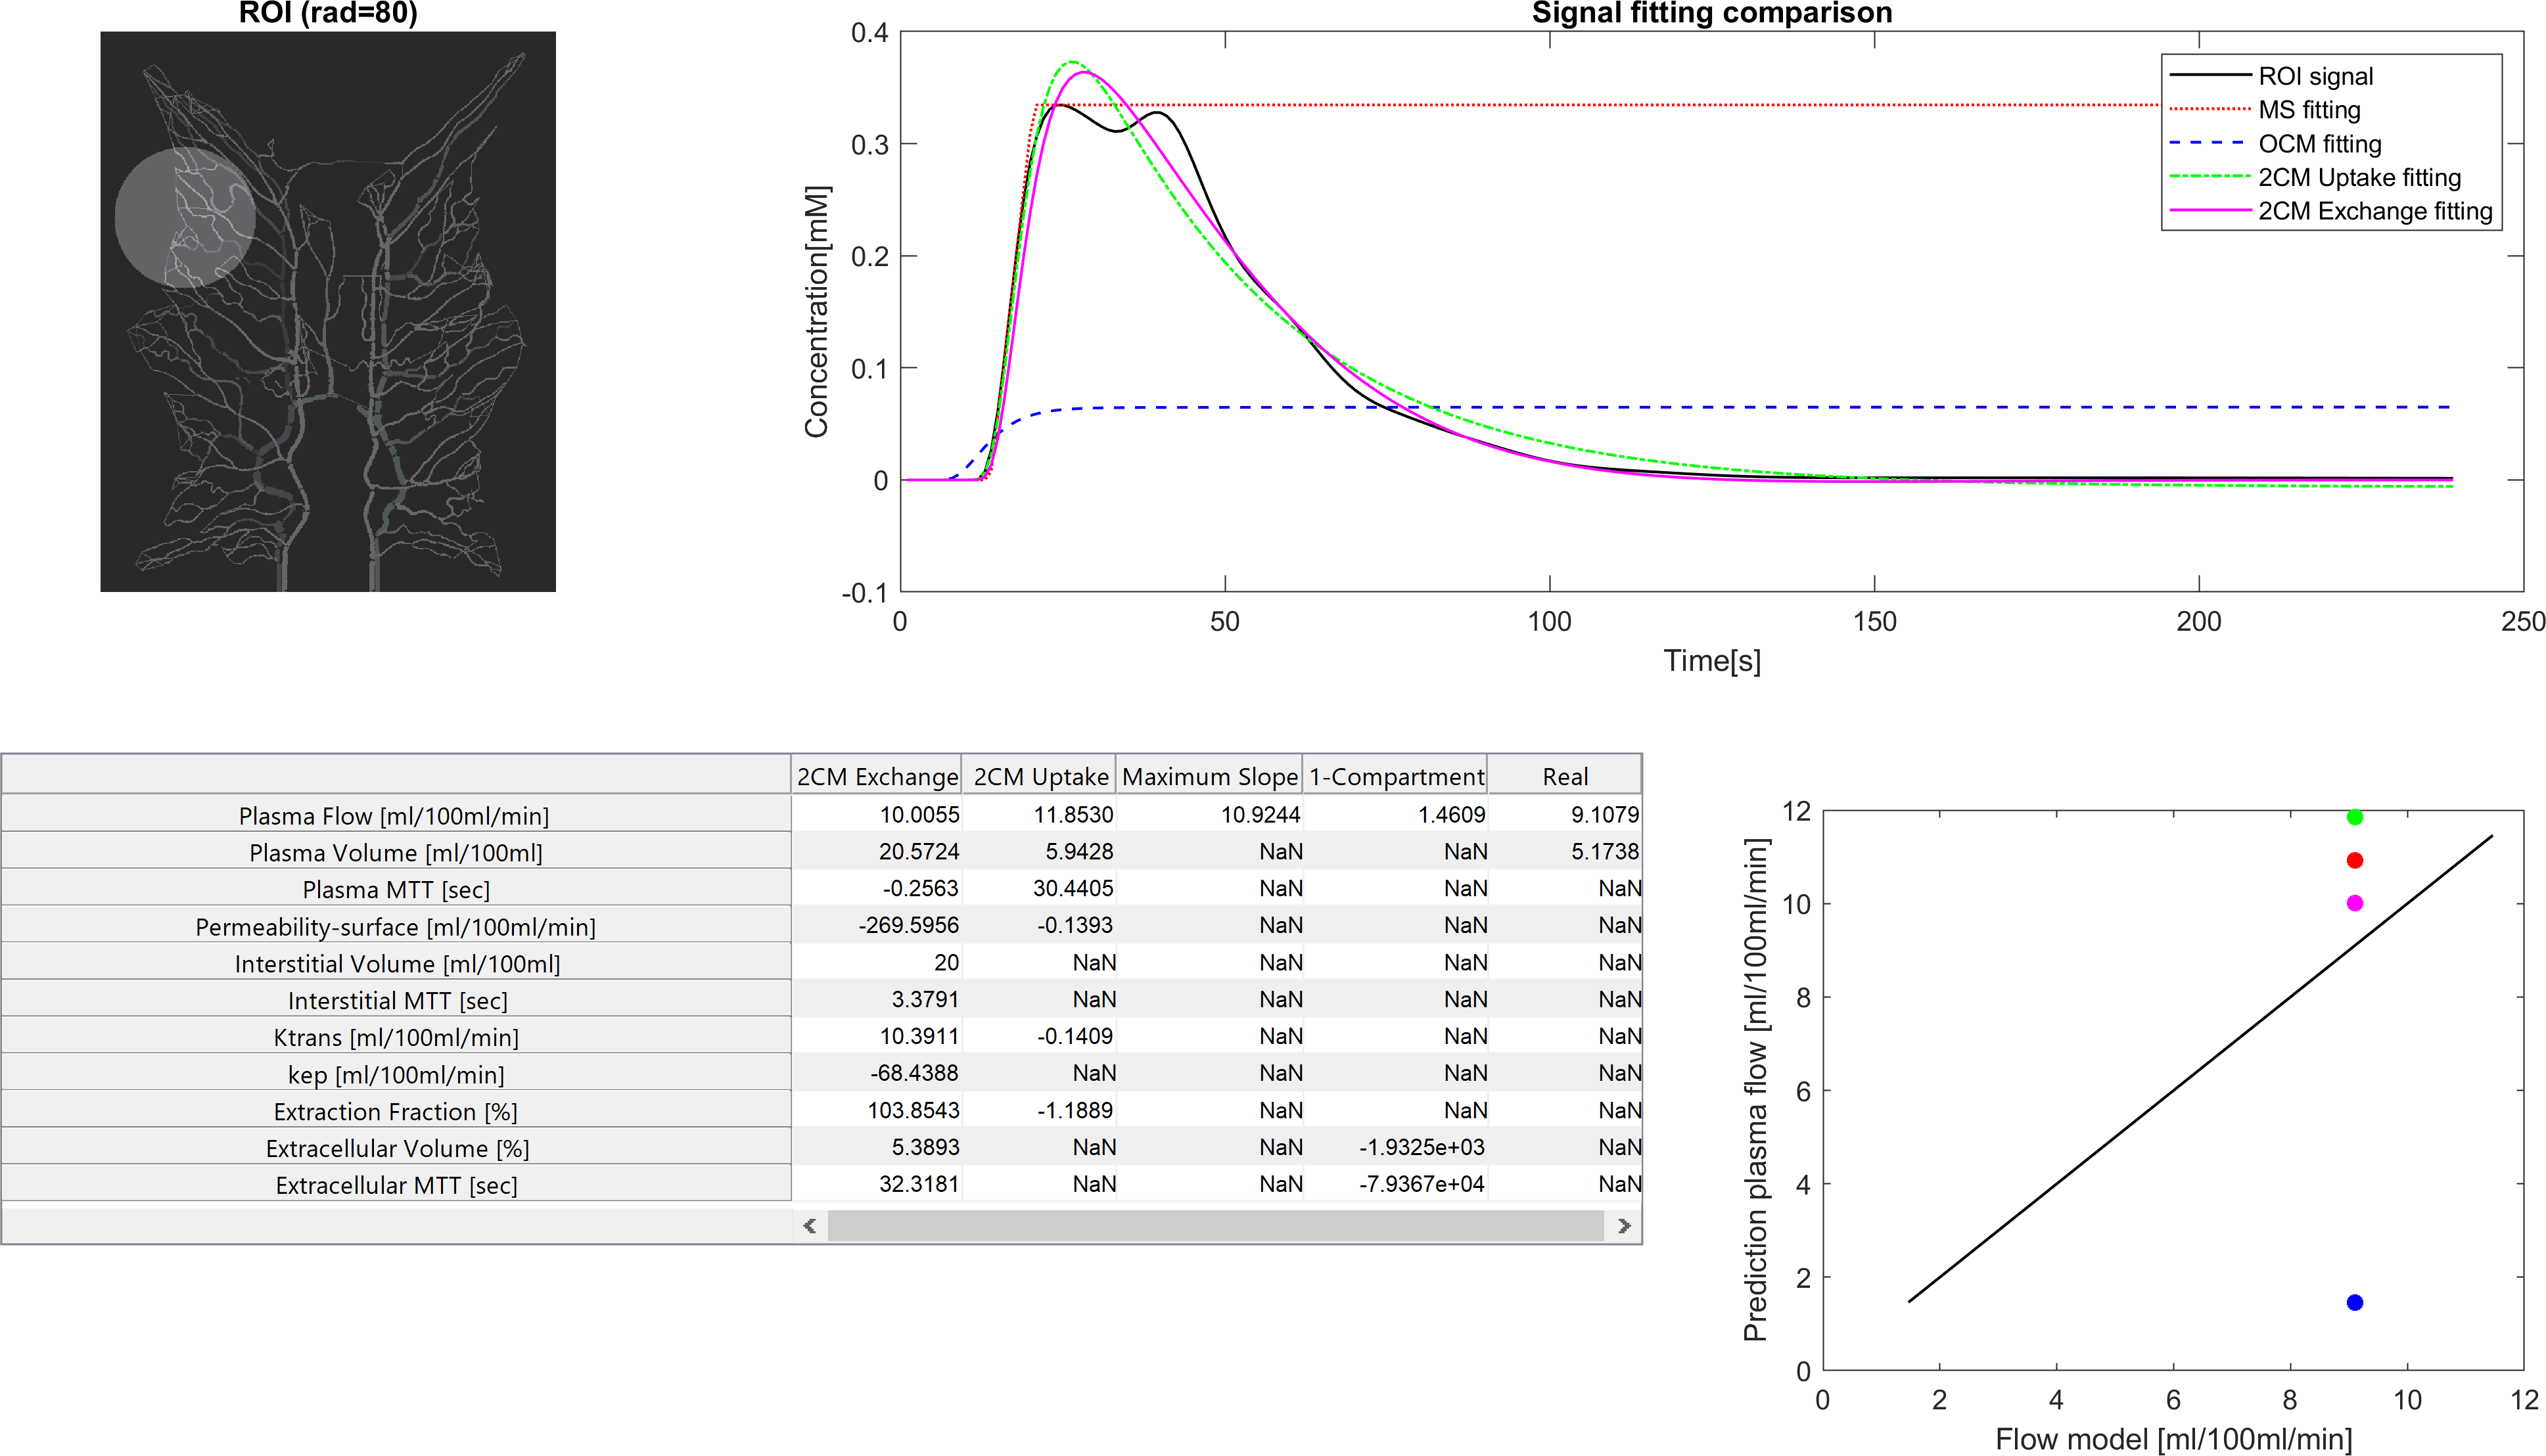 ROI (rad=80)
Signal fitting comparison
0.4
0.3
0.2
0.1
0
-0.1
Concentration[mM]
0 50 100 150 200 250
Time[s]
ROI signal
MS fitting
OCM fitting
2CM Uptake fitting
2CM Exchange fitting
2CM Exchange 2CM Uptake Maximum Slope 1-Compartment Real
Plasma Flow [ml/100ml/min] 10.0055 11.8530 10.9244 1.4609 9.1079
Plasma Volume [ml/100ml] 20.5724 5.9428 NaN NaN 5.1738
Plasma MTT [sec] -0.2563 30.4405 NaN NaN NaN
Permeability-surface [ml/100ml/min] -269.5956 -0.1393 NaN NaN NaN
Interstitial Volume [ml/100ml] 20 NaN NaN NaN NaN
Interstitial MTT [sec] 3.3791 NaN NaN NaN NaN
Ktrans [ml/100ml/min] 10.3911 -0.1409 NaN NaN NaN
kep [ml/100ml/min] -68.4388 NaN NaN NaN NaN
Extraction Fraction [%] 103.8543 -1.1889 NaN NaN NaN
Extracellular Volume [%] 5.3893 NaN NaN -1.9325e+03 NaN
Extracellular MTT [sec] 32.3181 NaN NaN -7.9367e+04 NaN
12
10
8
6
4
2
0
Prediction plasma flow [ml/100ml/min]
0 2 4 6 8 10 12
Flow model [ml/100ml/min]